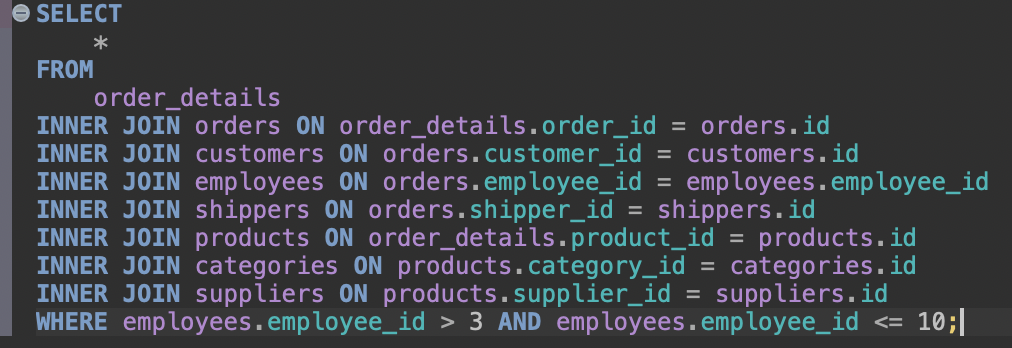 SELECT
*
FROM
order_details
INNER JOIN orders ON order_details.order_id = orders.id
INNER JOIN customers ON orders.customer_id = customers.id
INNER JOIN employees ON orders.employee_id = employees.employee_id
INNER JOIN shippers ON orders.shipper_id = shippers.id
INNER JOIN products ON order_details.product_id = products.id
INNER JOIN categories ON products.category_id = categories.id
INNER JOIN suppliers ON products.supplier_id = suppliers.id
WHERE employees.employee_id > 3 AND employees.employee_id <= 10;